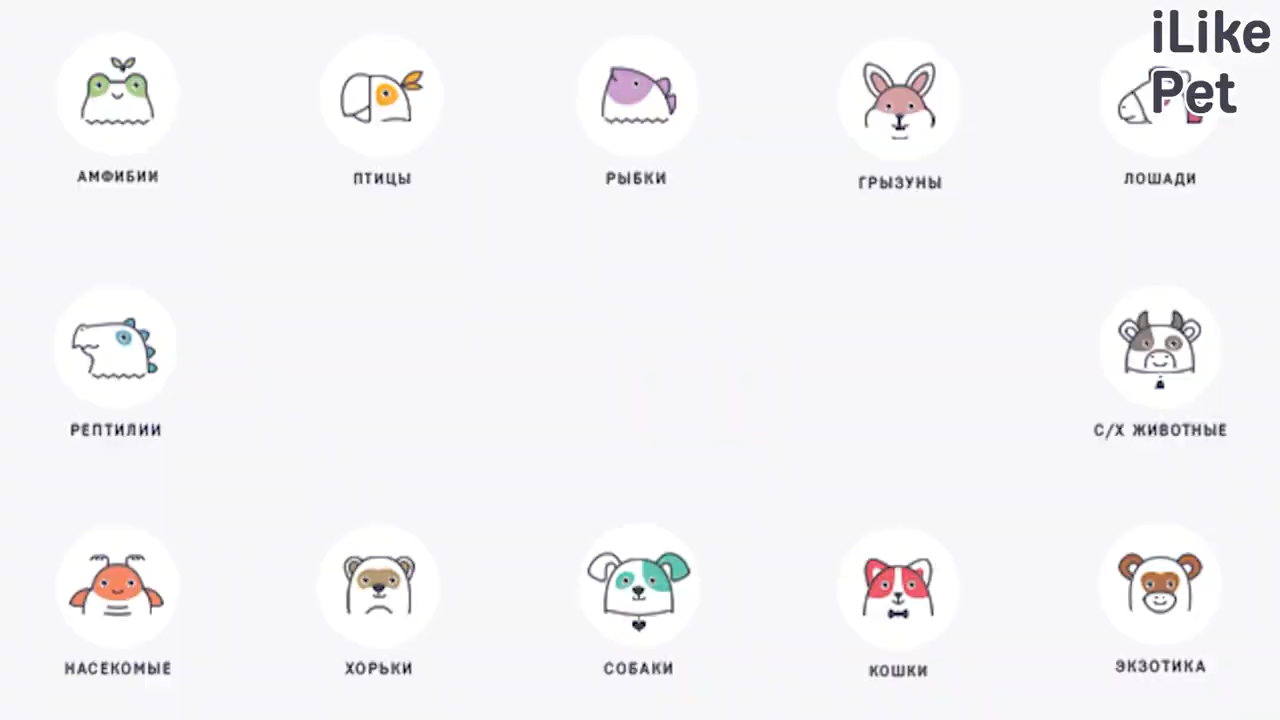 iLike
Pet
АМФИБИИ
ПТИЦЫ
РЫБКИ
ГРЫЗУНЫ
ЛОШАДИ
РЕПТИЛИИ
С/Х ЖИВОТНЫЕ
НАСЕКОМЫЕ
ХОРЬКИ
СОБАКИ
КОШКИ
ЭКЗОТИКА